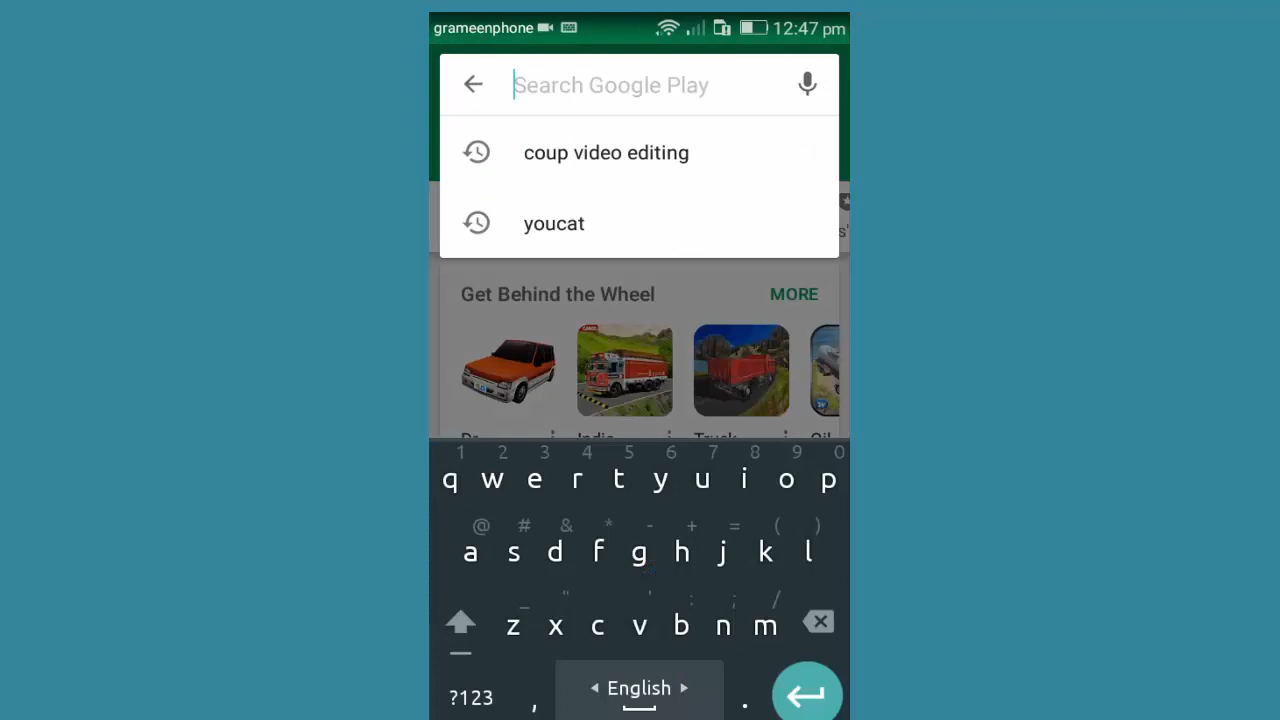 grameenphone 12:47 pm
Search Google Play
coup video editing
youcat
Get Behind the Wheel MORE
1 2 3 4 5 6 7 8 9 0
q w e r t y u i o p
@ # & * - + = ( )
a s d f g h j k l
_ " ' : ; /
z x c v b n m
?123 , English .